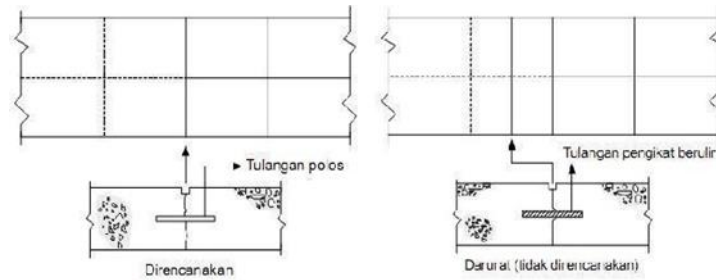 Tulangan polos
Direncanakan
Tulangan pengikat berulir
Darurat (tidak direncanakan)